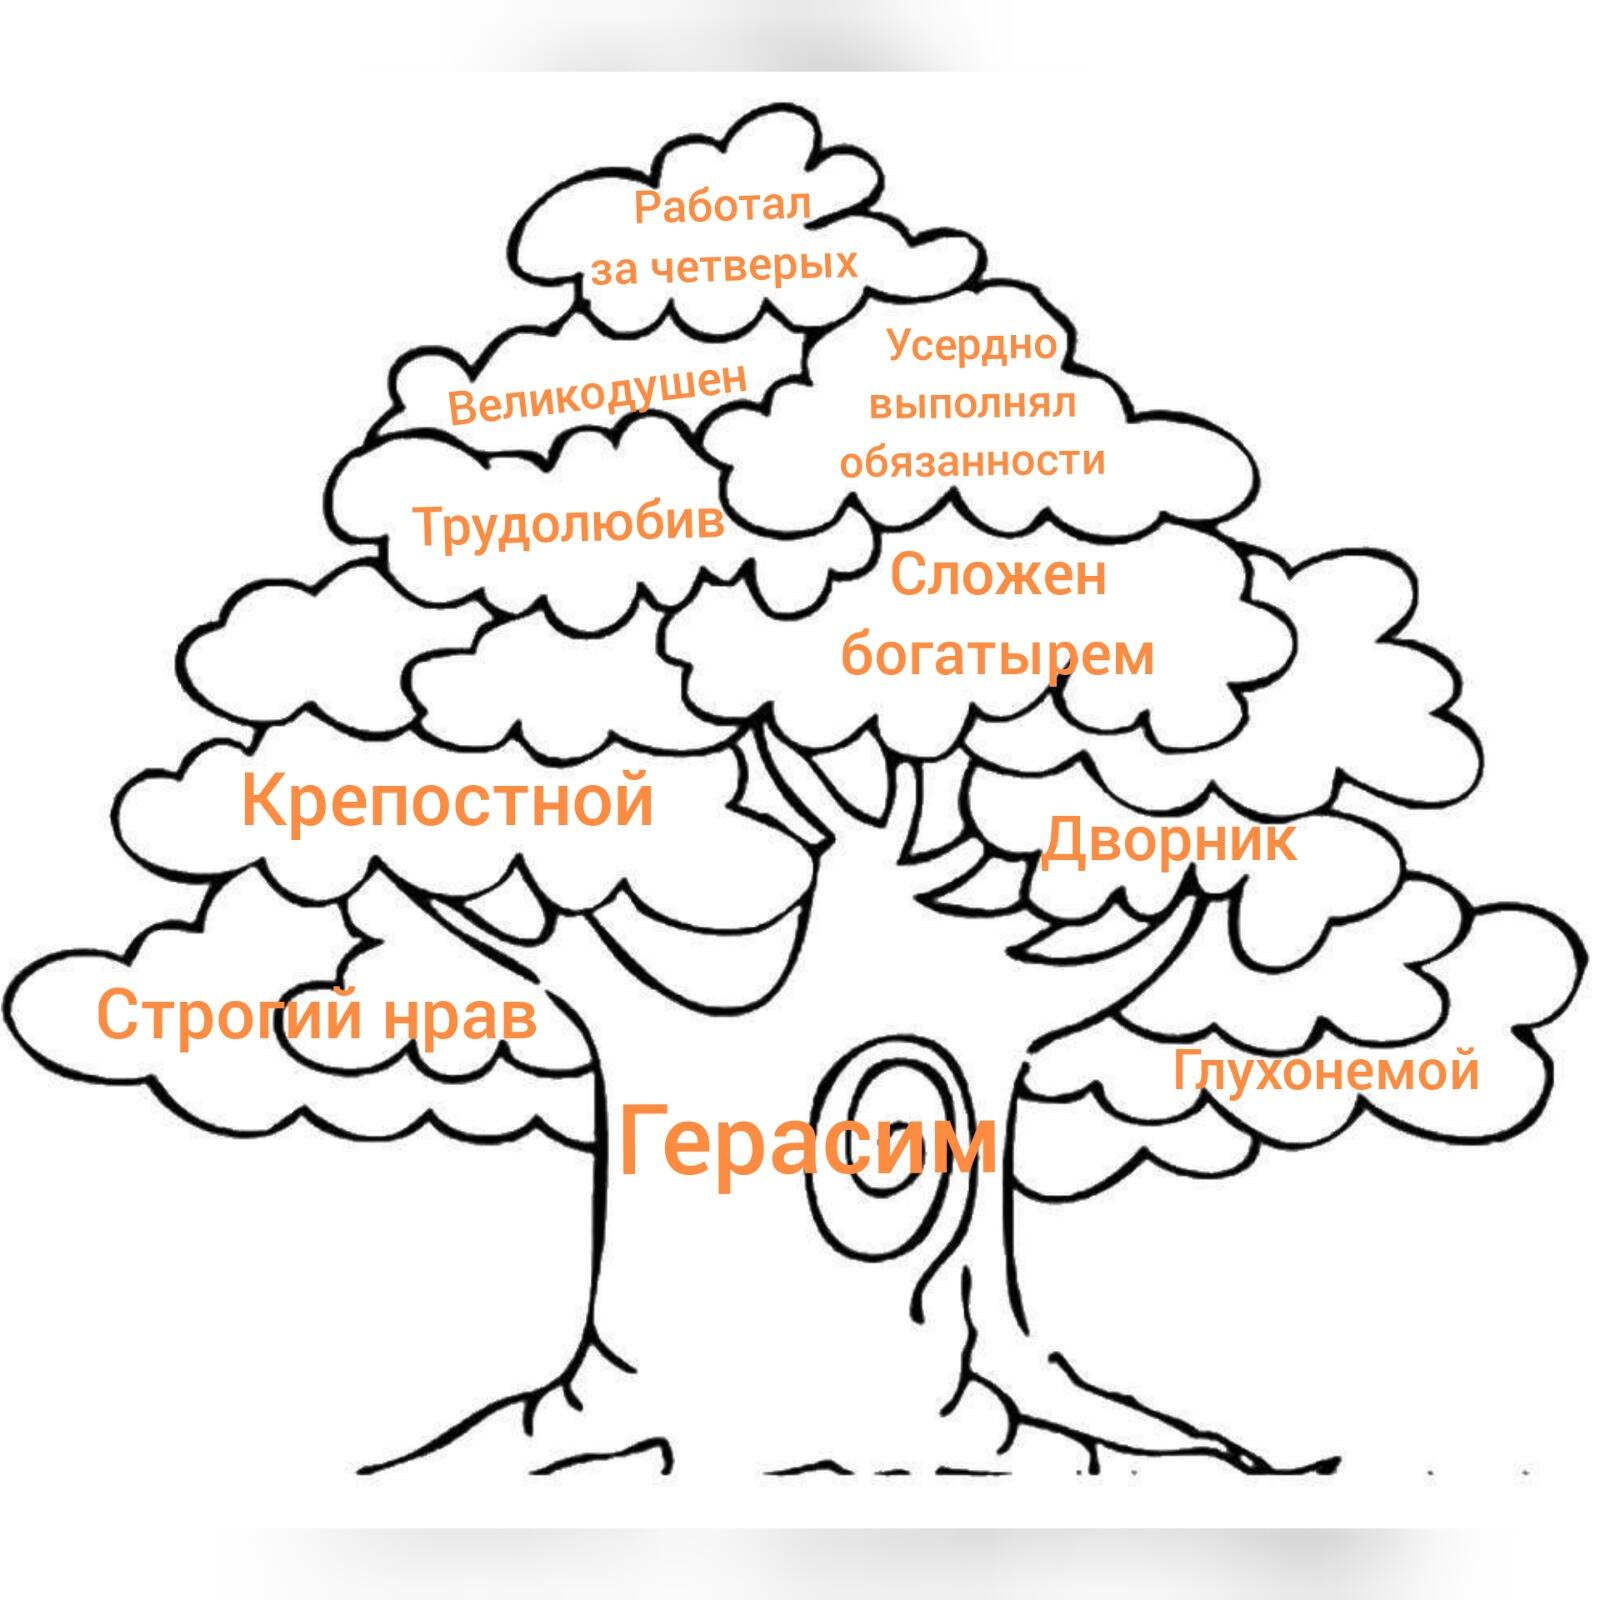 Работал
за четверых
Усердно
выполнял
обязанности
Великодушен
Трудолюбив
Сложен
богатырем
Крепостной
Дворник
Строгий нрав
Глухонемой
Герасим